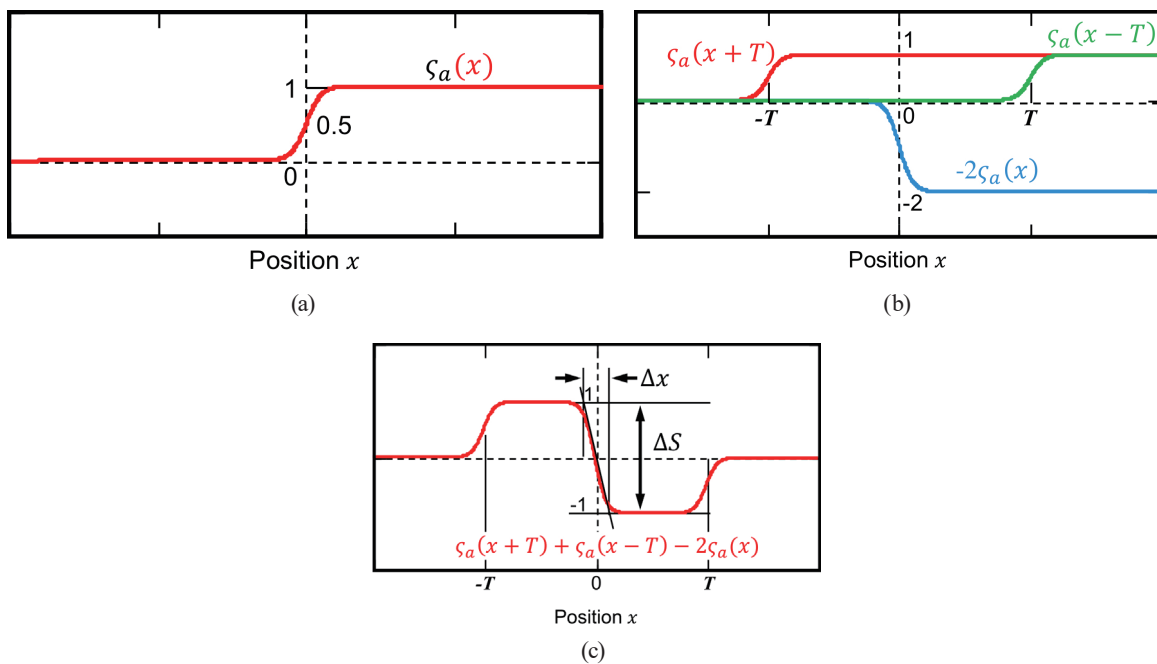 ςₐ(x)
1
0.5
0
Position x
(a)
ςₐ(x + T)
1
ςₐ(x − T)
-T
0
T
-2ςₐ(x)
-2
Position x
(b)
Δx
1
ΔS
-1
ςₐ(x + T) + ςₐ(x − T) − 2ςₐ(x)
-T
0
T
Position x
(c)